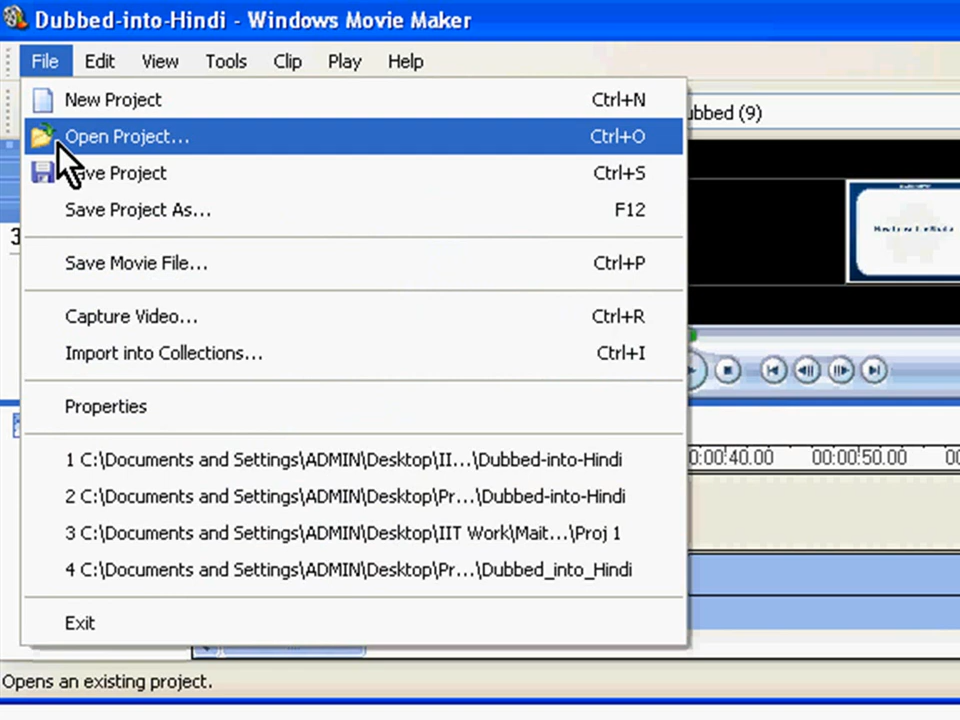 Dubbed-into-Hindi - Windows Movie Maker
File Edit View Tools Clip Play Help
New Project Ctrl+N
Open Project... Ctrl+O
ve Project Ctrl+S
Save Project As... F12
Save Movie File... Ctrl+P
Capture Video... Ctrl+R
Import into Collections... Ctrl+I
Properties
1 C:\Documents and Settings\ADMIN\Desktop\II...\Dubbed-into-Hindi
2 C:\Documents and Settings\ADMIN\Desktop\Pr...\Dubbed-into-Hindi
3 C:\Documents and Settings\ADMIN\Desktop\IIT Work\Mait...\Proj 1
4 C:\Documents and Settings\ADMIN\Desktop\Pr...\Dubbed_into_Hindi
Exit
ubbed (9)
3
0:00:40.00 00:00:50.00 00
Opens an existing project.